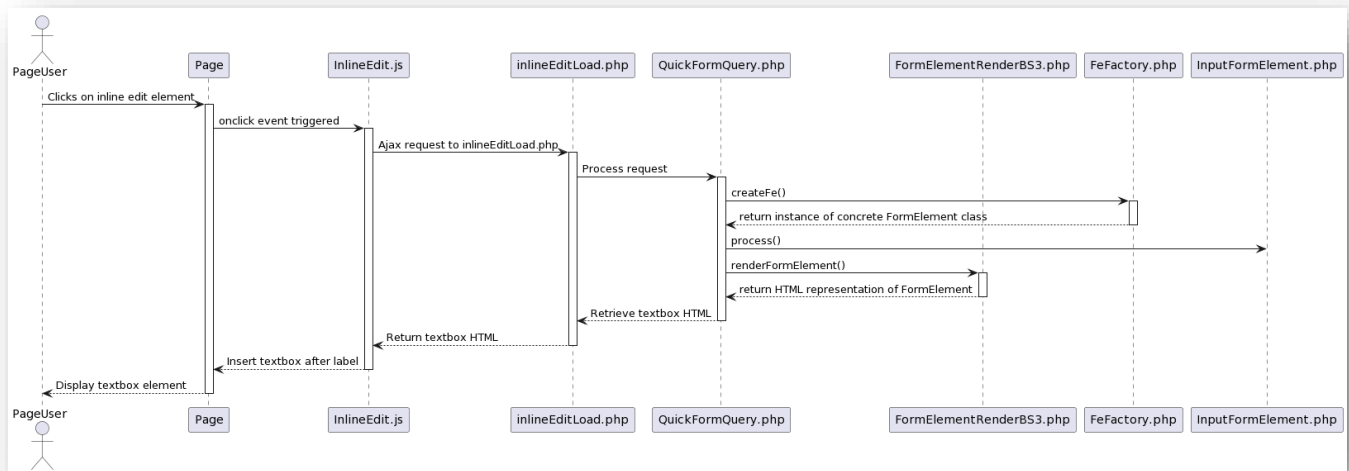 PageUser
Page
InlineEdit.js
inlineEditLoad.php
QuickFormQuery.php
FormElementRenderBS3.php
FeFactory.php
InputFormElement.php
Clicks on inline edit element
onclick event triggered
Ajax request to inlineEditLoad.php
Process request
createFe()
return instance of concrete FormElement class
process()
renderFormElement()
return HTML representation of FormElement
Retrieve textbox HTML
Return textbox HTML
Insert textbox after label
Display textbox element
PageUser
Page
InlineEdit.js
inlineEditLoad.php
QuickFormQuery.php
FormElementRenderBS3.php
FeFactory.php
InputFormElement.php